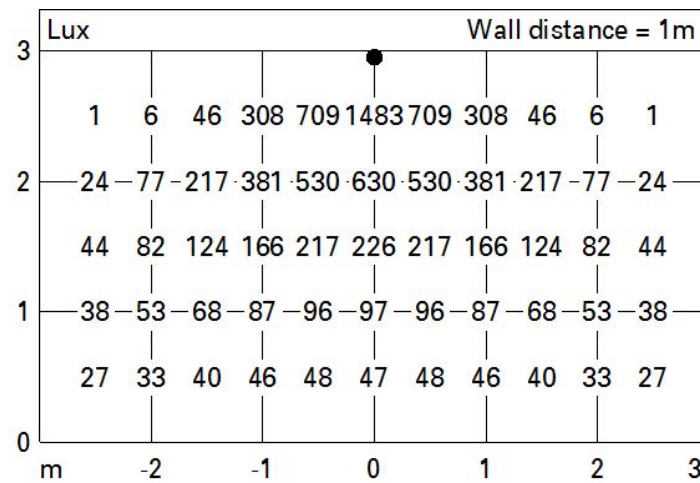 Lux Wall distance = 1m
3
1 6 46 308 709 1483 709 308 46 6 1
2 24 77 217 381 530 630 530 381 217 77 24
44 82 124 166 217 226 217 166 124 82 44
1 38 53 68 87 96 97 96 87 68 53 38
27 33 40 46 48 47 48 46 40 33 27
0
m -2 -1 0 1 2 3